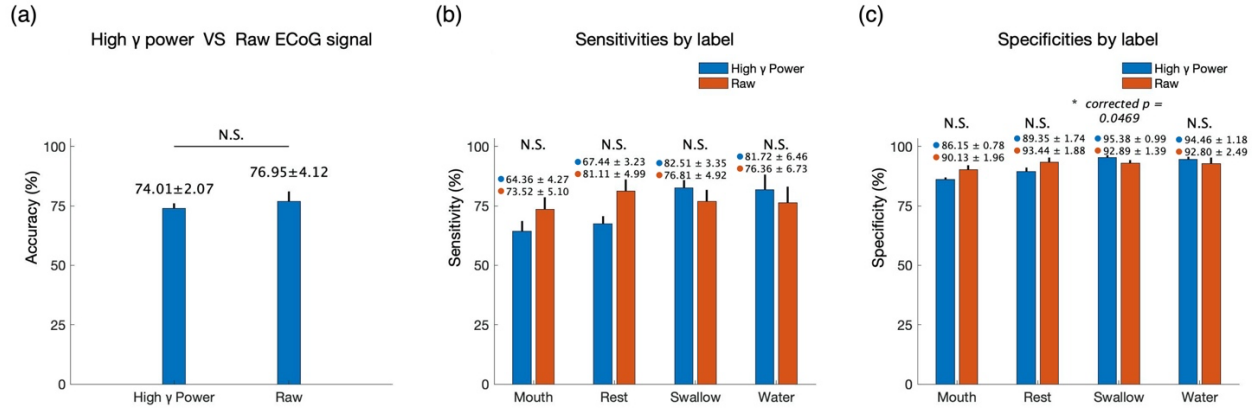 (a)
High γ power VS Raw ECoG signal
N.S.
74.01±2.07
76.95±4.12
Accuracy (%)
100
75
50
25
0
High γ Power
Raw
(b)
Sensitivities by label
High γ Power
Raw
N.S.
N.S.
N.S.
N.S.
64.36 ± 4.27
73.52 ± 5.10
67.44 ± 3.23
81.11 ± 4.99
82.51 ± 3.35
76.81 ± 4.92
81.72 ± 6.46
76.36 ± 6.73
Sensitivity (%)
100
75
50
25
0
Mouth
Rest
Swallow
Water
(c)
Specificities by label
High γ Power
Raw
* corrected p =
0.0469
N.S.
N.S.
N.S.
86.15 ± 0.78
90.13 ± 1.96
89.35 ± 1.74
93.44 ± 1.88
95.38 ± 0.99
92.89 ± 1.39
94.46 ± 1.18
92.80 ± 2.49
Specificity (%)
100
75
50
25
0
Mouth
Rest
Swallow
Water